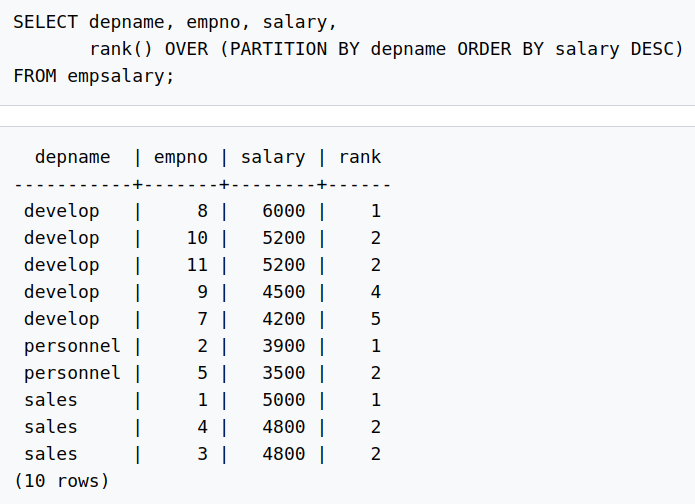 SELECT depname, empno, salary,
       rank() OVER (PARTITION BY depname ORDER BY salary DESC)
FROM empsalary;
  depname  | empno | salary | rank
-----------+-------+--------+------
 develop   |     8 |   6000 |    1
 develop   |    10 |   5200 |    2
 develop   |    11 |   5200 |    2
 develop   |     9 |   4500 |    4
 develop   |     7 |   4200 |    5
 personnel |     2 |   3900 |    1
 personnel |     5 |   3500 |    2
 sales     |     1 |   5000 |    1
 sales     |     4 |   4800 |    2
 sales     |     3 |   4800 |    2
(10 rows)